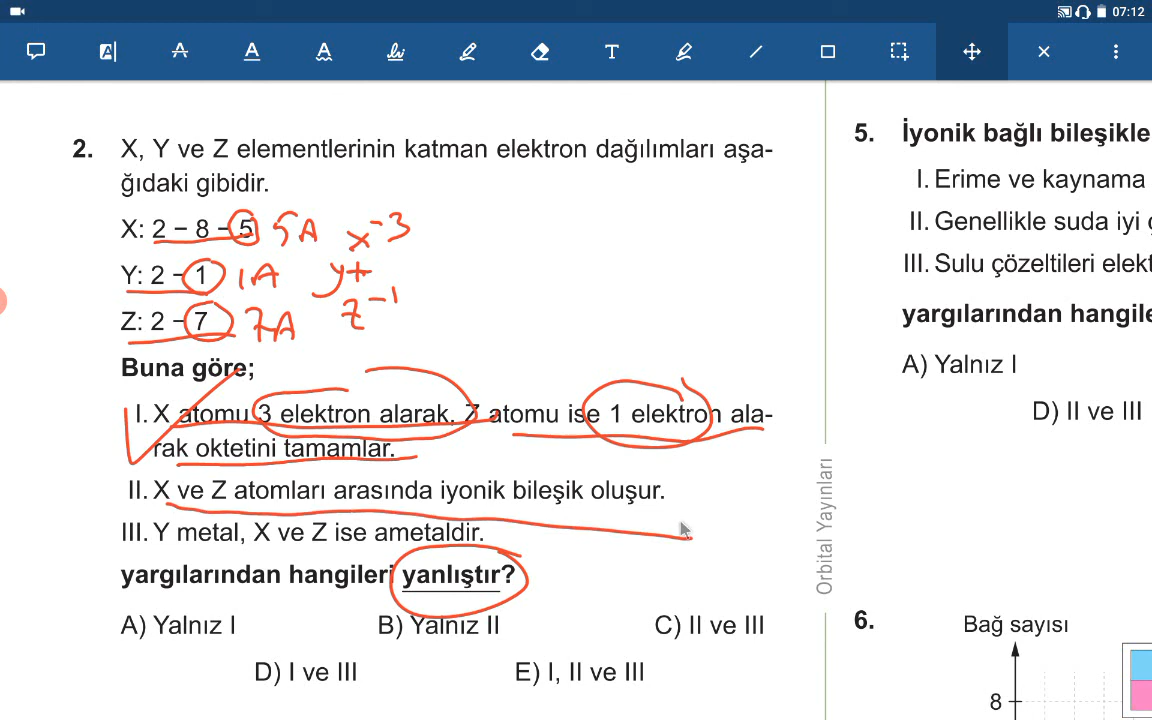 07:12
2. X, Y ve Z elementlerinin katman elektron dağılımları aşa-
ğıdaki gibidir.
X: 2 − 8 − 5 5A x⁻³
Y: 2 − 1 1A y+
Z: 2 − 7 7A z⁻¹
Buna göre;
I. X atomu 3 elektron alarak, Z atomu ise 1 elektron ala-
rak oktetini tamamlar.
II. X ve Z atomları arasında iyonik bileşik oluşur.
III. Y metal, X ve Z ise ametaldir.
yargılarından hangileri yanlıştır?
A) Yalnız I B) Yalnız II C) II ve III
D) I ve III E) I, II ve III
Orbital Yayınları
5. İyonik bağlı bileşikle
I. Erime ve kaynama
II. Genellikle suda iyi
III. Sulu çözeltileri elekt
yargılarından hangile
A) Yalnız I
D) II ve III
6. Bağ sayısı
8